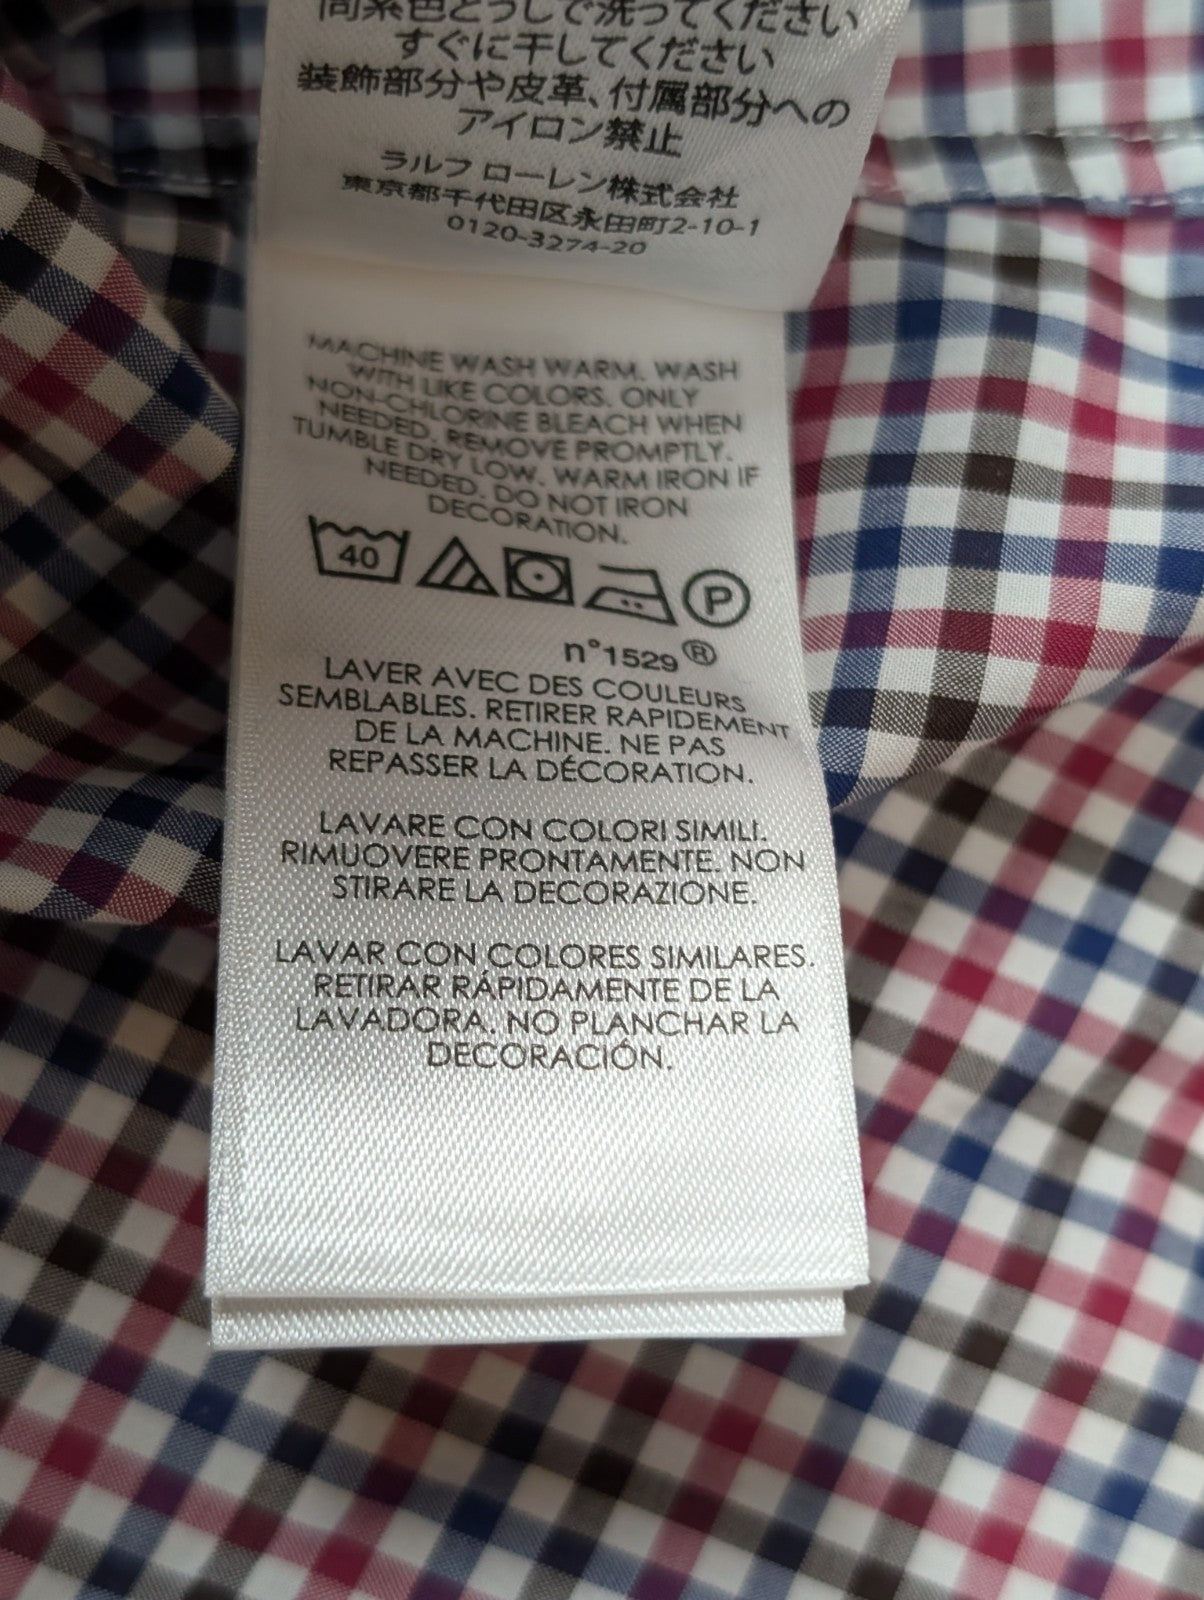 同系色どうしで洗ってください
すぐに干してください
装飾部分や皮革、付属部分への
アイロン禁止
ラルフ ローレン株式会社
東京都千代田区永田町2-10-1
0120-3274-20
MACHINE WASH WARM. WASH
WITH LIKE COLORS. ONLY
NON-CHLORINE BLEACH WHEN
NEEDED. REMOVE PROMPTLY.
TUMBLE DRY LOW. WARM IRON IF
NEEDED. DO NOT IRON
DECORATION.
40 P
n°1529®
LAVER AVEC DES COULEURS
SEMBLABLES. RETIRER RAPIDEMENT
DE LA MACHINE. NE PAS
REPASSER LA DÉCORATION.
LAVARE CON COLORI SIMILI.
RIMUOVERE PRONTAMENTE. NON
STIRARE LA DECORAZIONE.
LAVAR CON COLORES SIMILARES.
RETIRAR RÁPIDAMENTE DE LA
LAVADORA. NO PLANCHAR LA
DECORACIÓN.